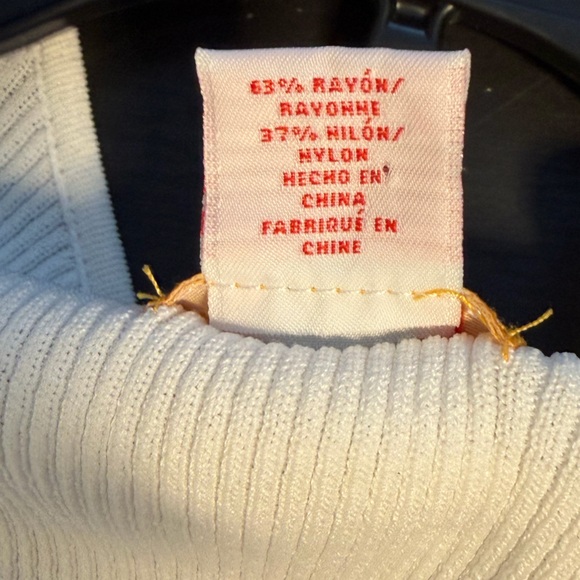 63% RAYÓN/
RAYONNE
37% NILÓN/
NYLON
HECHO EN
CHINA
FABRIQUÉ EN
CHINE